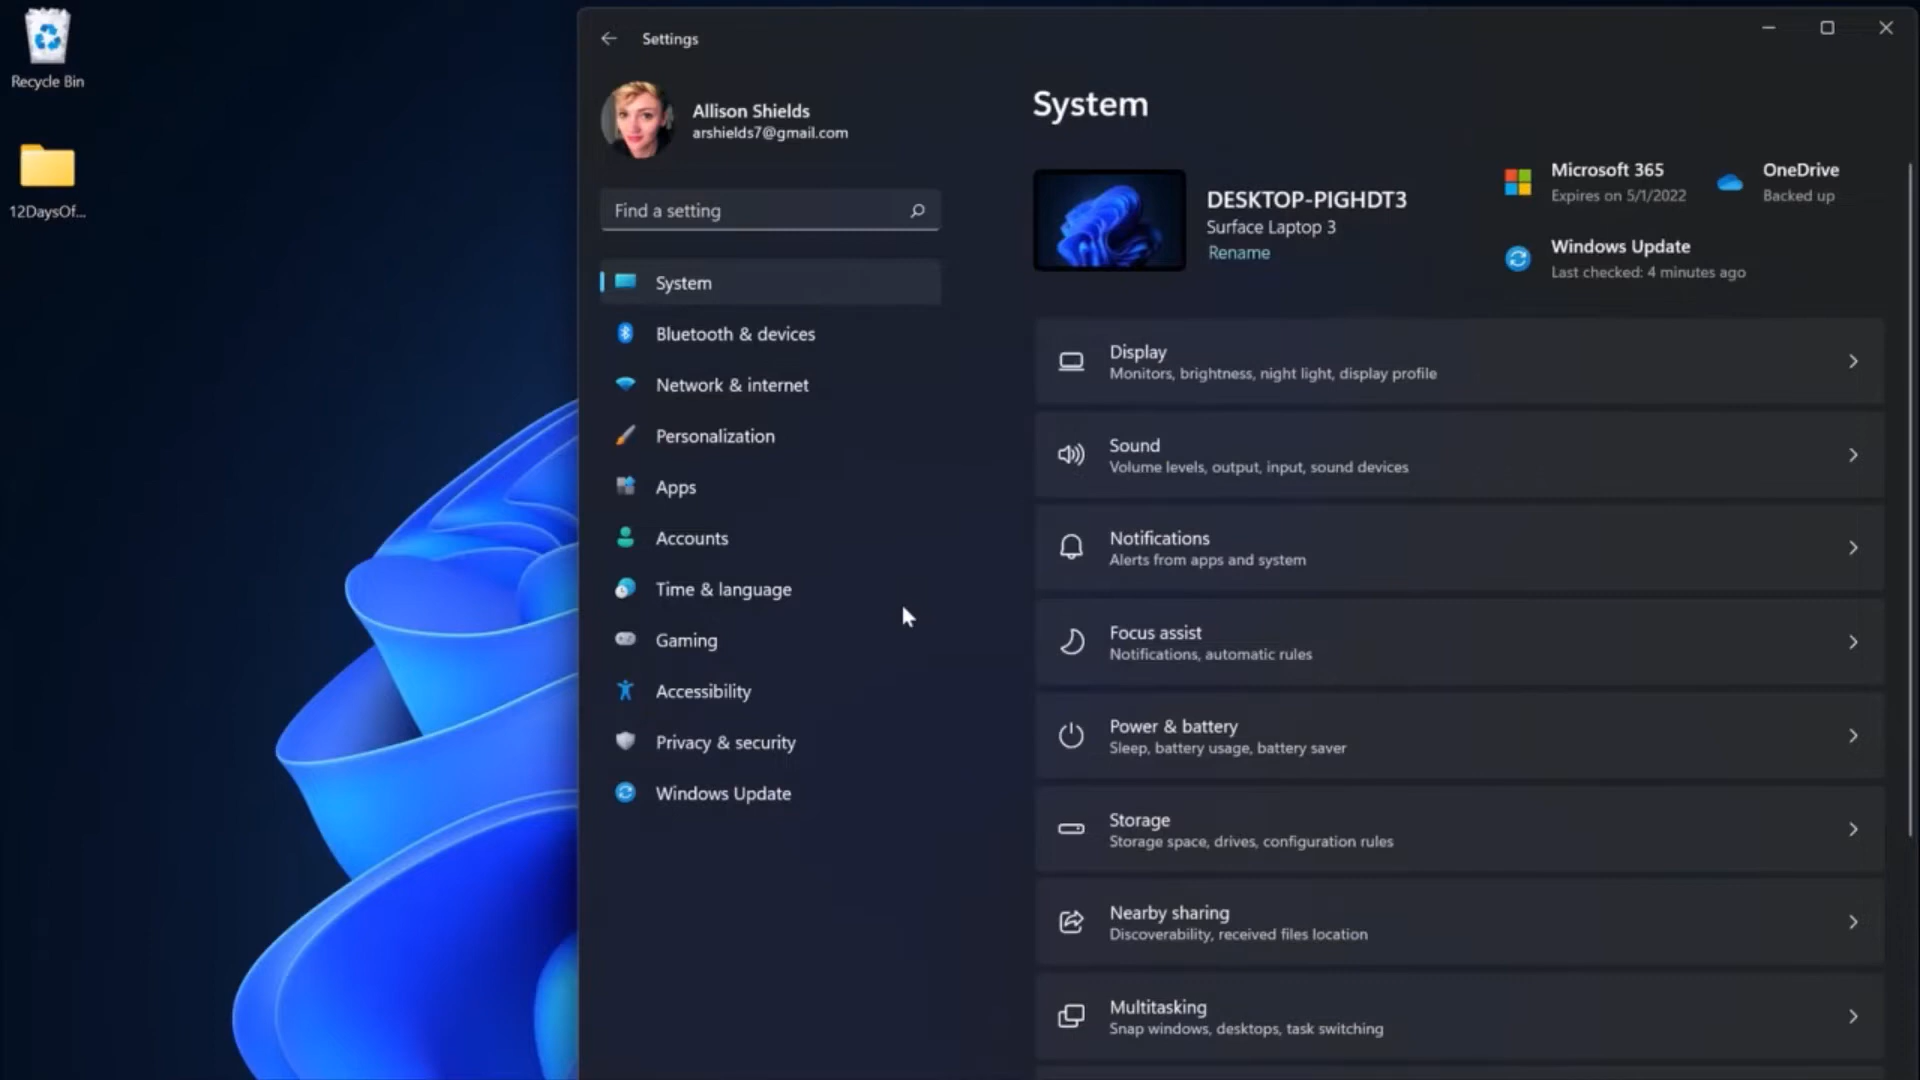 Recycle Bin
12DaysOf...
Settings
Allison Shields
arshields7@gmail.com
Find a setting
System
Bluetooth & devices
Network & internet
Personalization
Apps
Accounts
Time & language
Gaming
Accessibility
Privacy & security
Windows Update
System
DESKTOP-PIGHDT3
Surface Laptop 3
Rename
Microsoft 365
Expires on 5/1/2022
OneDrive
Backed up
Windows Update
Last checked: 4 minutes ago
Display
Monitors, brightness, night light, display profile
Sound
Volume levels, output, input, sound devices
Notifications
Alerts from apps and system
Focus assist
Notifications, automatic rules
Power & battery
Sleep, battery usage, battery saver
Storage
Storage space, drives, configuration rules
Nearby sharing
Discoverability, received files location
Multitasking
Snap windows, desktops, task switching